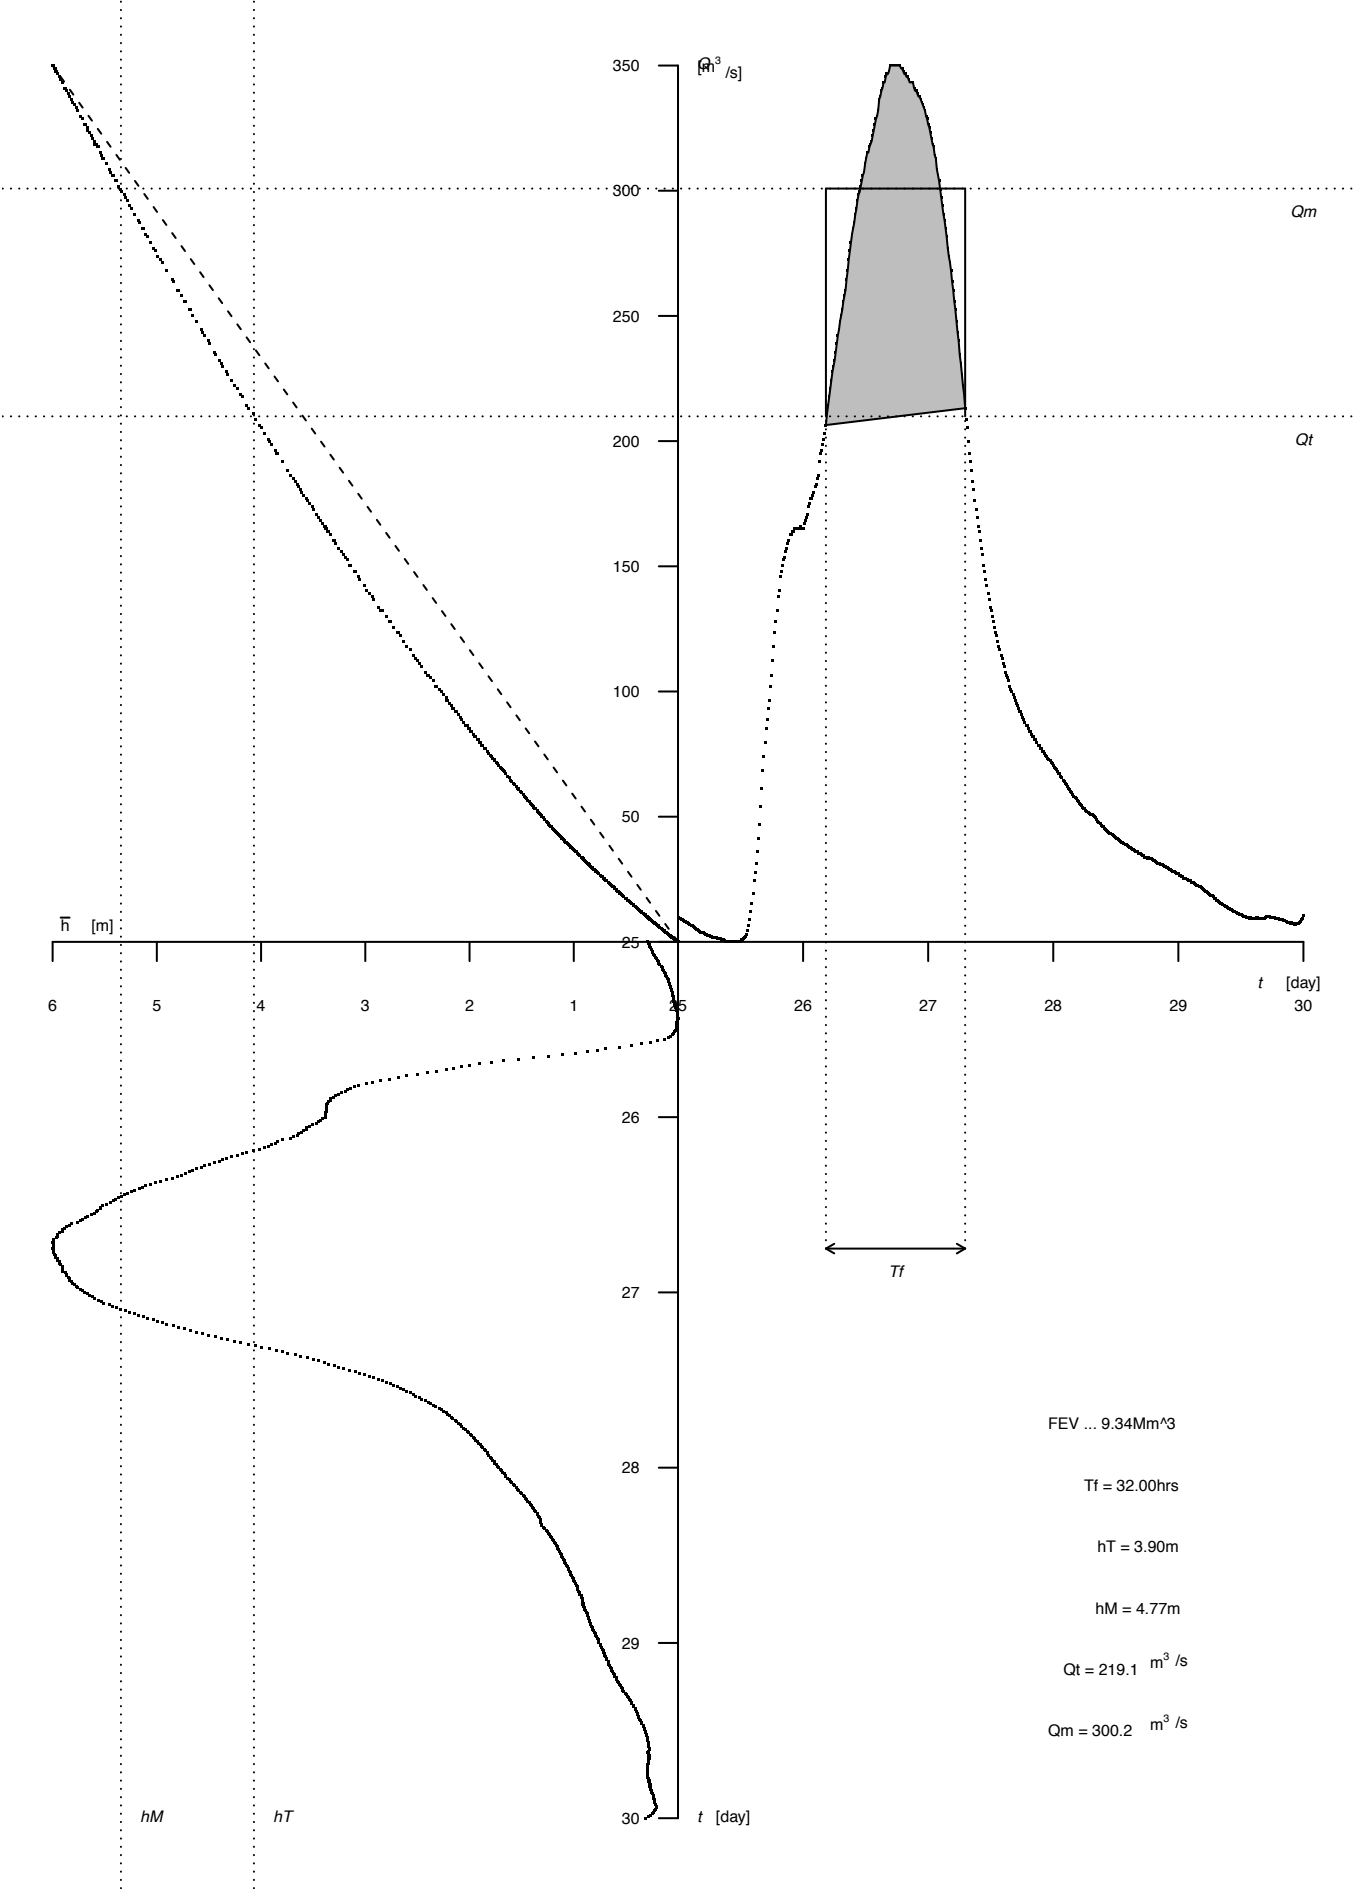 350
Q
[m³ /s]
300
Qm
250
Qt
200
150
100
50
h̅ [m]
25
t [day]
6 5 4 3 2 1 25 26 27 28 29 30
26
Tf
27
FEV ... 9.34Mm^3
28
Tf = 32.00hrs
hT = 3.90m
hM = 4.77m
29
Qt = 219.1 m³ /s
Qm = 300.2 m³ /s
hM hT 30 t [day]